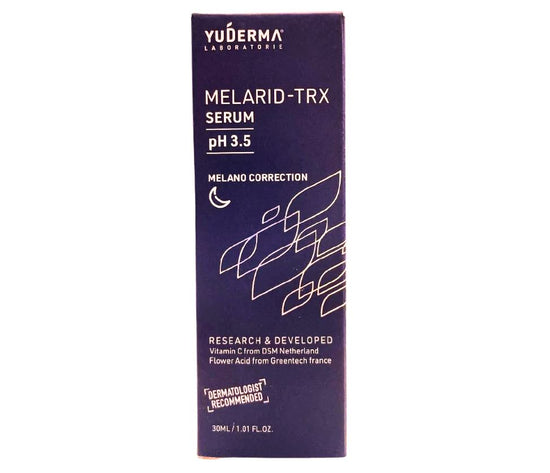 YUDERMA®
LABORATORIE
MELARID-TRX
SERUM
pH 3.5
MELANO CORRECTION
RESEARCH & DEVELOPED
Vitamin C from DSM Netherland
Flower Acid from Greentech france
DERMATOLOGIST
RECOMMENDED
30ML / 1.01 FL.OZ.